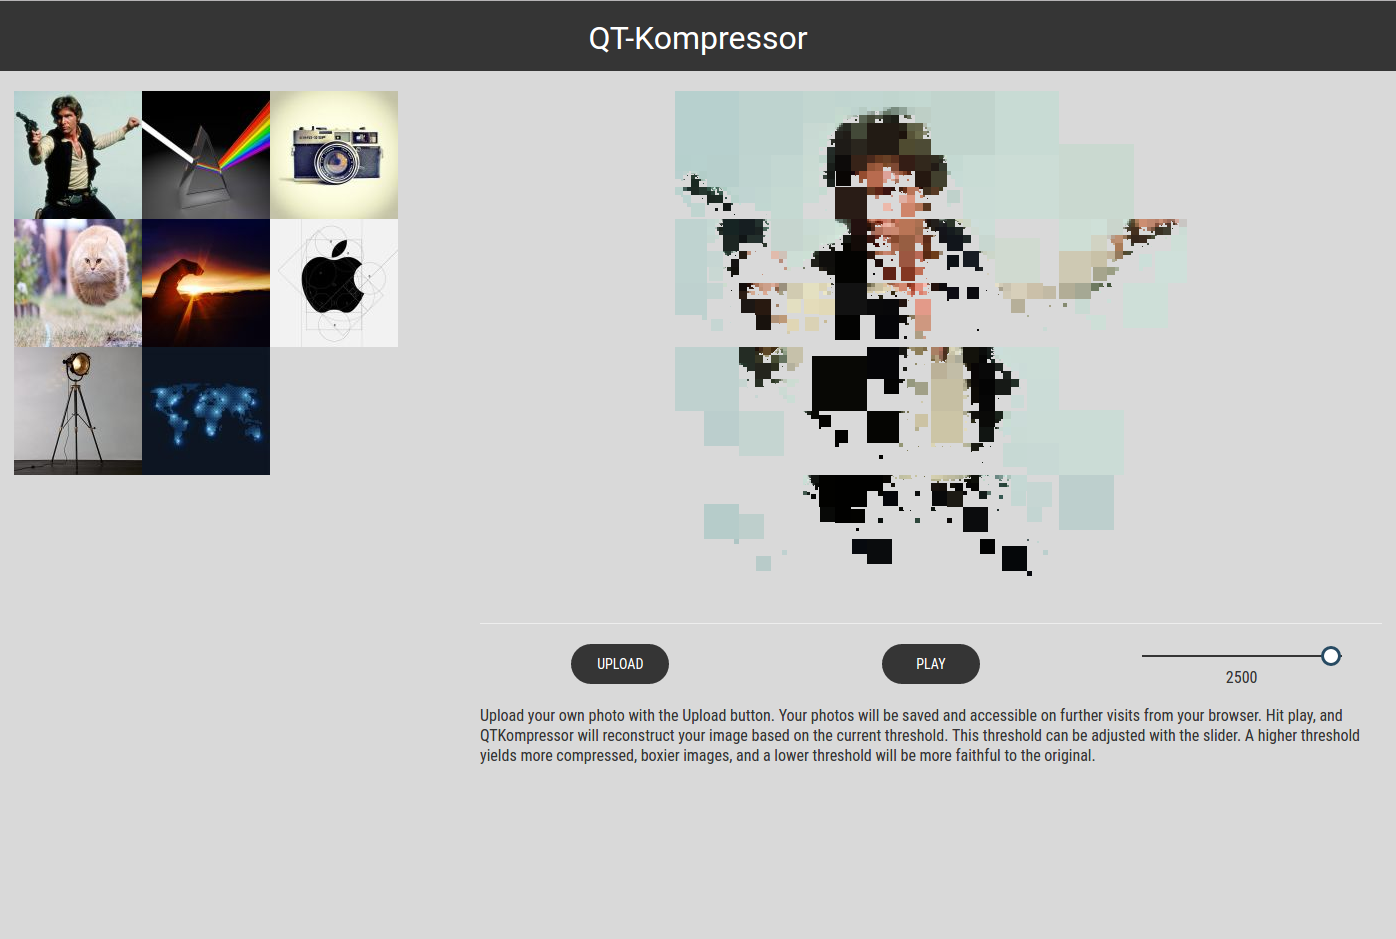 QT-Kompressor
UPLOAD
PLAY
2500
Upload your own photo with the Upload button. Your photos will be saved and accessible on further visits from your browser. Hit play, and
QTKompressor will reconstruct your image based on the current threshold. This threshold can be adjusted with the slider. A higher threshold
yields more compressed, boxier images, and a lower threshold will be more faithful to the original.